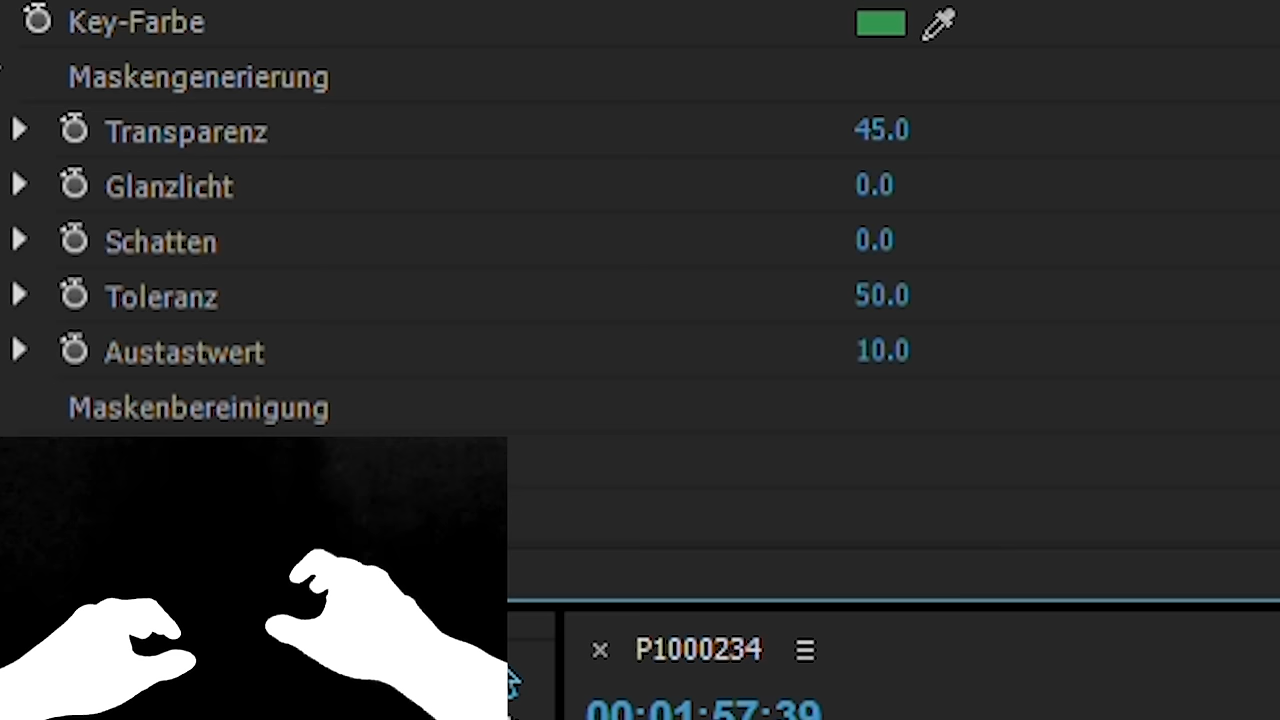 Key-Farbe
Maskengenerierung
Transparenz 45.0
Glanzlicht 0.0
Schatten 0.0
Toleranz 50.0
Austastwert 10.0
Maskenbereinigung
× P1000234 ☰
00:01:57:39